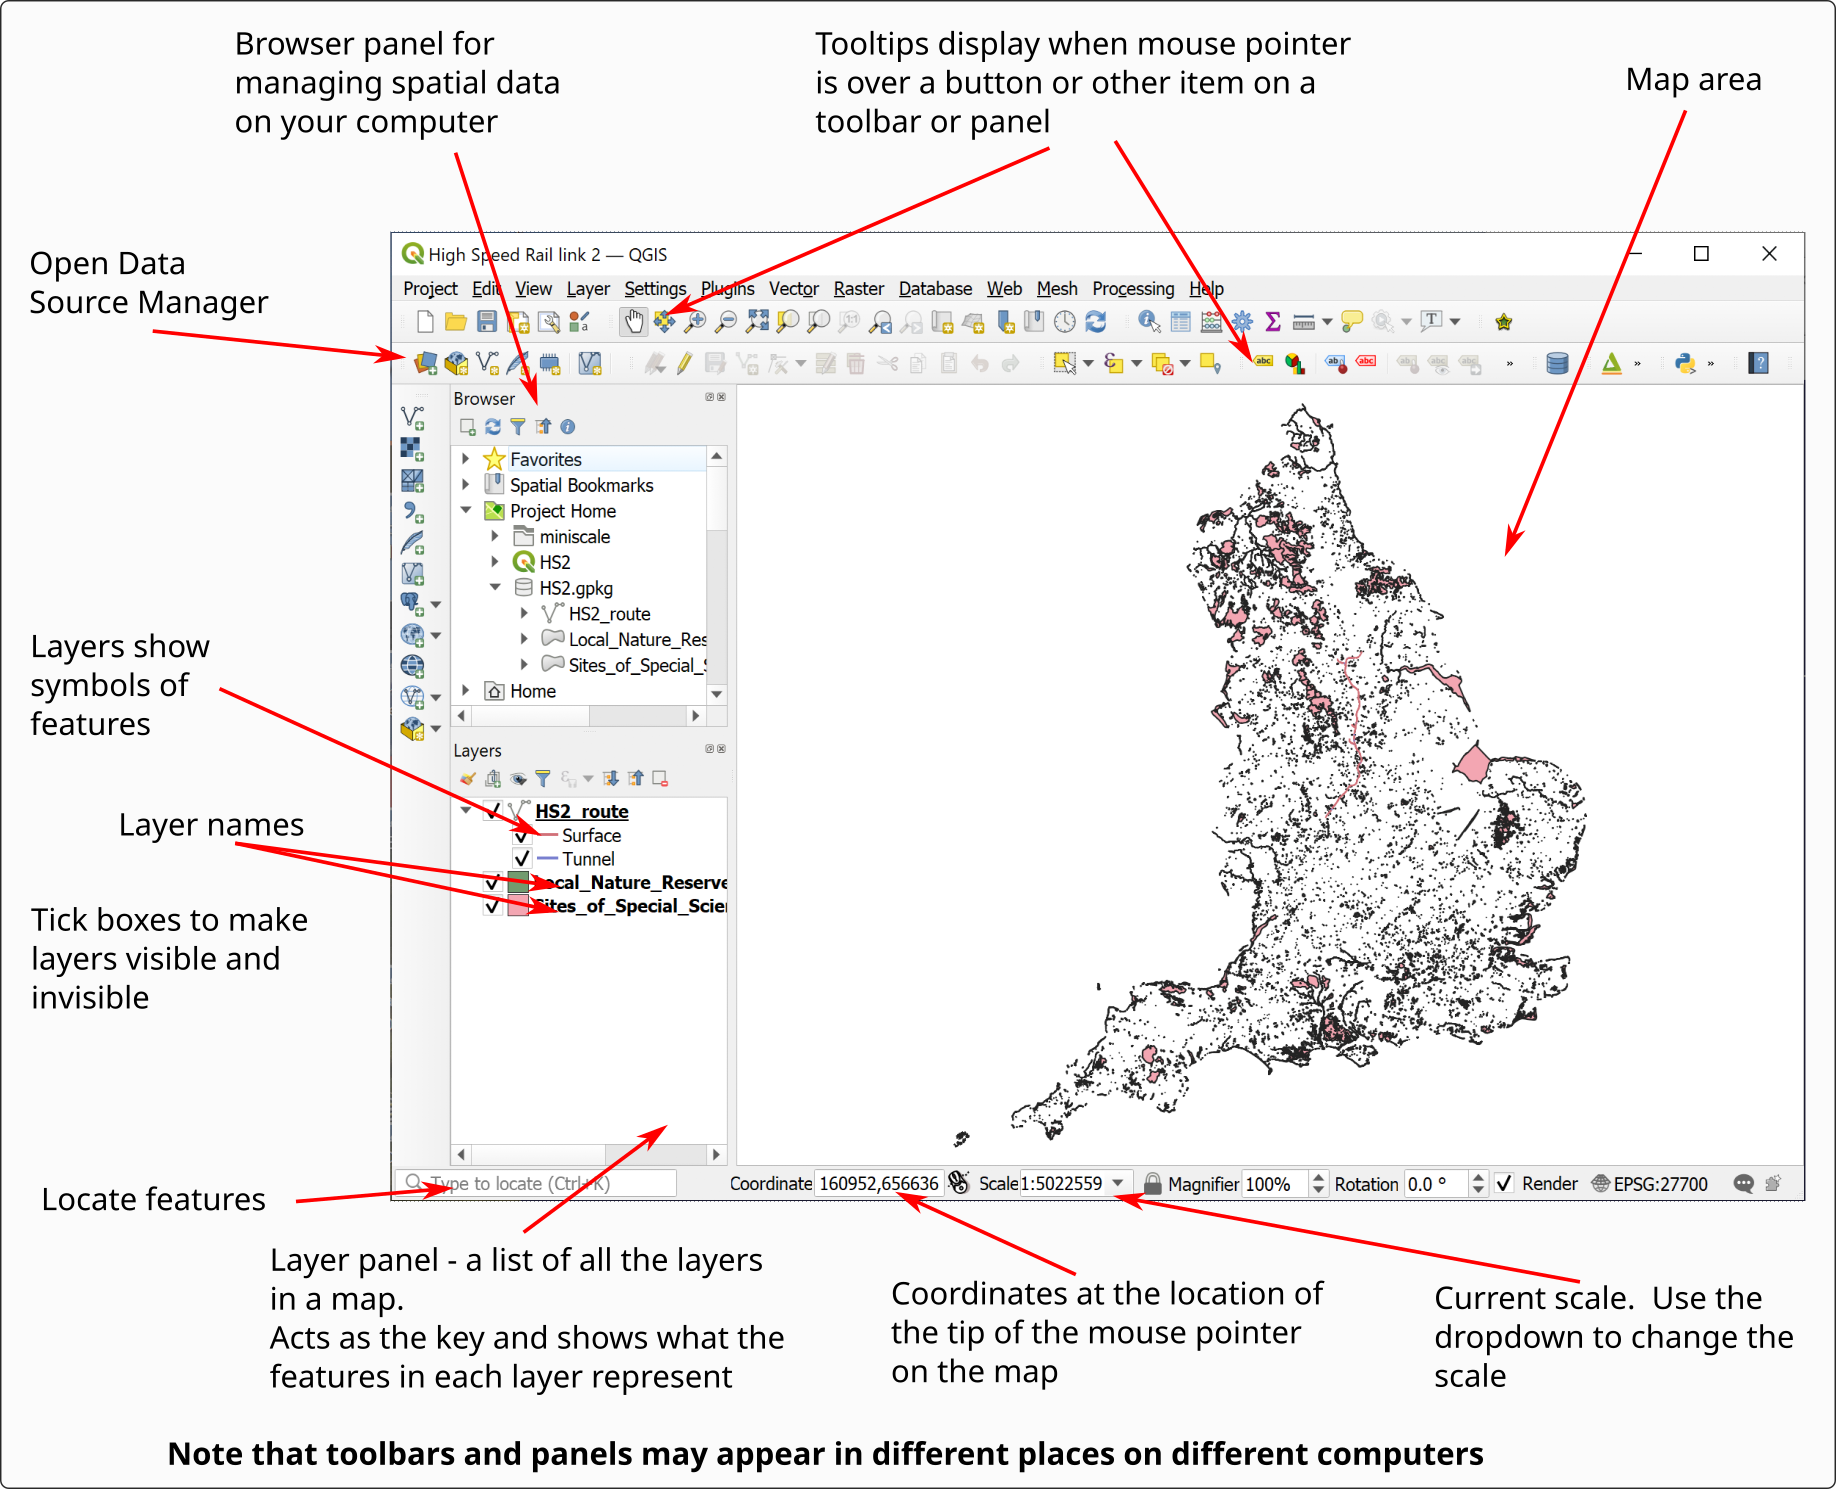 Browser panel for
managing spatial data
on your computer
Tooltips display when mouse pointer
is over a button or other item on a
toolbar or panel
Map area
Open Data
Source Manager
High Speed Rail link 2 — QGIS
Project Edit View Layer Settings Plugins Vector Raster Database Web Mesh Processing Help
Browser
Favorites
Spatial Bookmarks
Project Home
miniscale
HS2
HS2.gpkg
HS2_route
Local_Nature_Res
Sites_of_Special_S
Home
Layers show
symbols of
features
Layers
HS2_route
Surface
Tunnel
Local_Nature_Reserve
Sites_of_Special_Scien
Layer names
Tick boxes to make
layers visible and
invisible
Locate features
Type to locate (Ctrl+K)
Coordinate 160952,656636 Scale 1:5022559 Magnifier 100% Rotation 0.0 ° Render EPSG:27700
Layer panel - a list of all the layers
in a map.
Acts as the key and shows what the
features in each layer represent
Coordinates at the location of
the tip of the mouse pointer
on the map
Current scale.  Use the
dropdown to change the
scale
Note that toolbars and panels may appear in different places on different computers